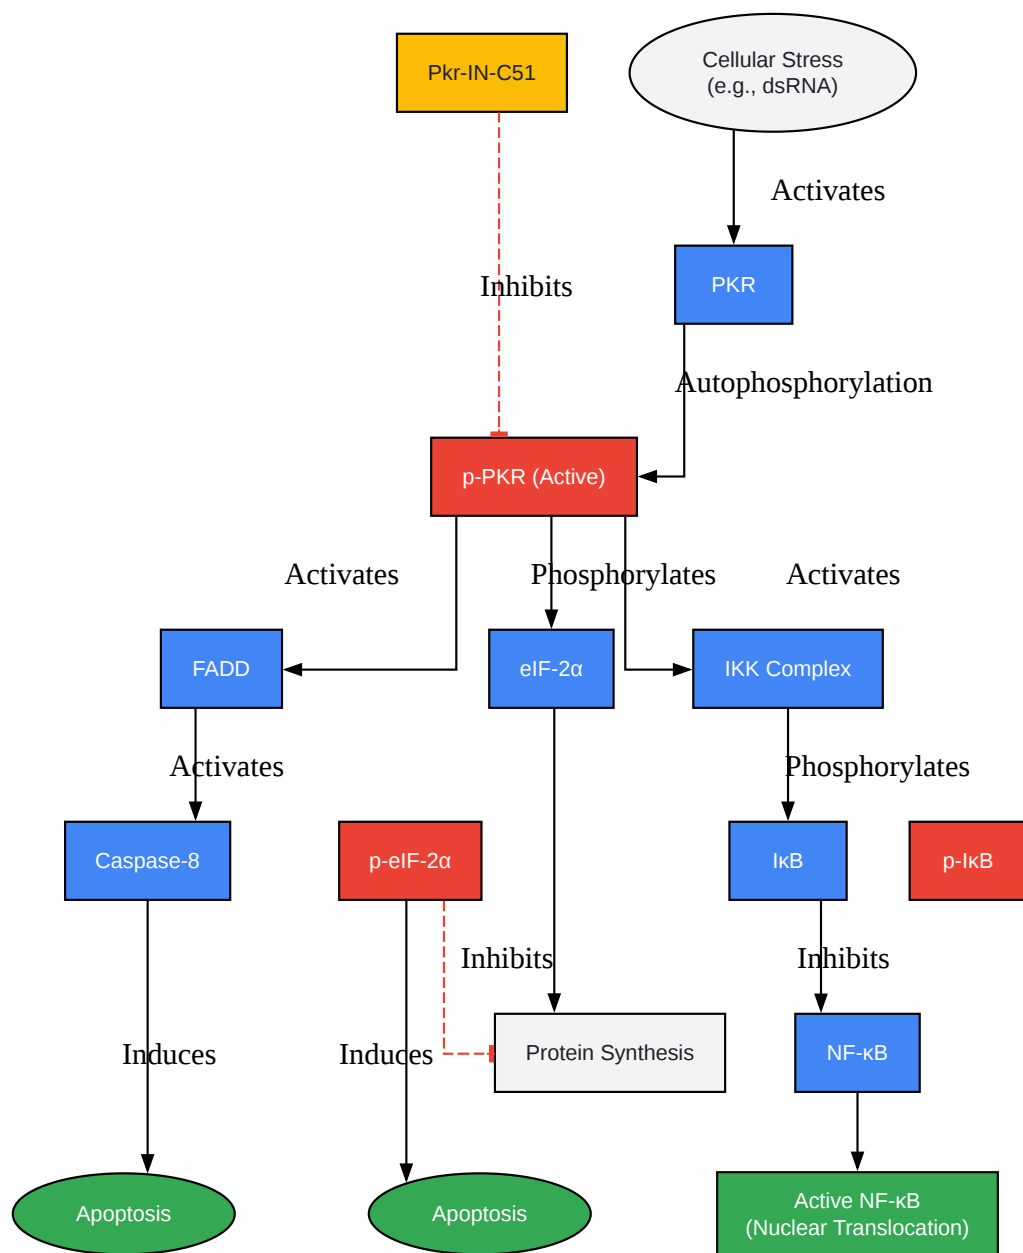 Pkr-IN-C51
Cellular Stress
(e.g., dsRNA)
Activates
PKR
Inhibits
Autophosphorylation
p-PKR (Active)
Activates
Phosphorylates
Activates
FADD
eIF-2α
IKK Complex
Activates
Phosphorylates
Caspase-8
p-eIF-2α
IκB
p-IκB
Inhibits
Inhibits
Induces
Induces
Protein Synthesis
NF-κB
Apoptosis
Apoptosis
Active NF-κB
(Nuclear Translocation)